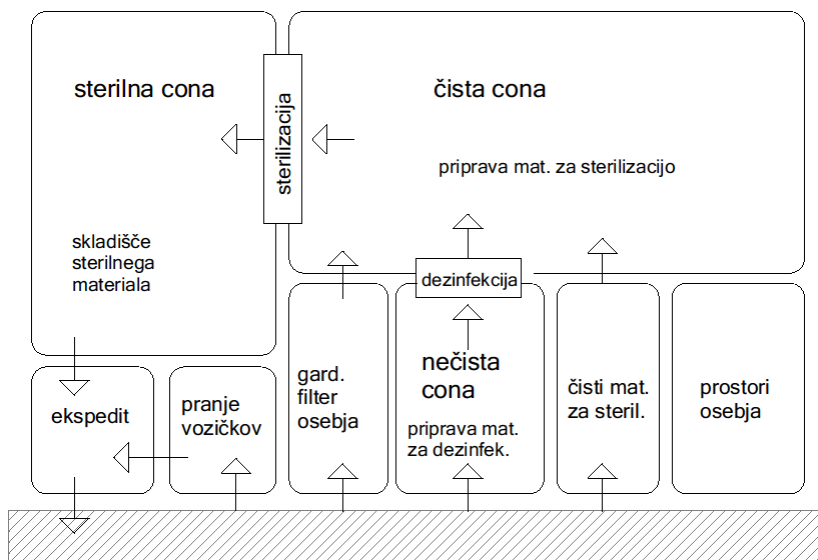 sterilna cona
sterilizacija
čista cona
priprava mat. za sterilizacijo
skladišče
sterilnega
materiala
dezinfekcija
ekspedit
pranje
vozičkov
gard.
filter
osebja
nečista
cona
priprava mat.
za dezinfek.
čisti mat.
za steril.
prostori
osebja